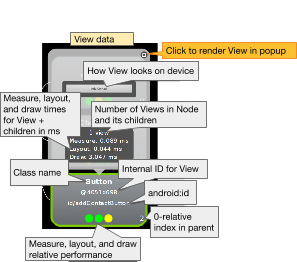 View data
Click to render View in popup
How View looks on device
Measure, layout,
and draw times
for View +
children in ms
Number of Views in Node
and its children
1 view
Measure: 0.089 ms
Layout: 0.044 ms
Draw: 3.047 ms
Internal ID for View
Class name
Button
@4051b698
android:id
id/addContactButton
0-relative
index in parent
Measure, layout, and draw
relative performance